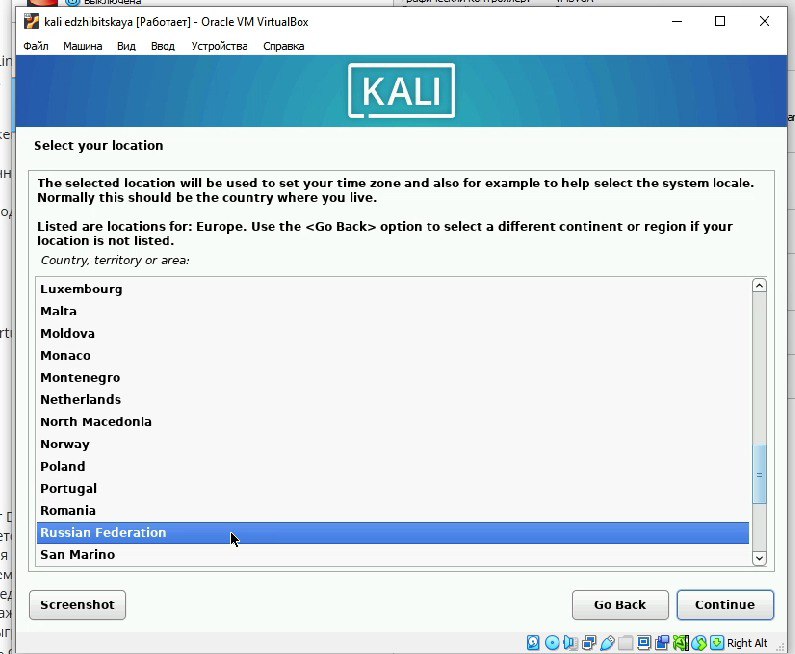 Выключена
kali edzhibitskaya [Работает] - Oracle VM VirtualBox
Файл Машина Вид Ввод Устройства Справка
KALI
Select your location
The selected location will be used to set your time zone and also for example to help select the system locale.
Normally this should be the country where you live.
Listed are locations for: Europe. Use the <Go Back> option to select a different continent or region if your
location is not listed.
Country, territory or area:
Luxembourg
Malta
Moldova
Monaco
Montenegro
Netherlands
North Macedonia
Norway
Poland
Portugal
Romania
Russian Federation
San Marino
Screenshot Go Back Continue
Right Alt